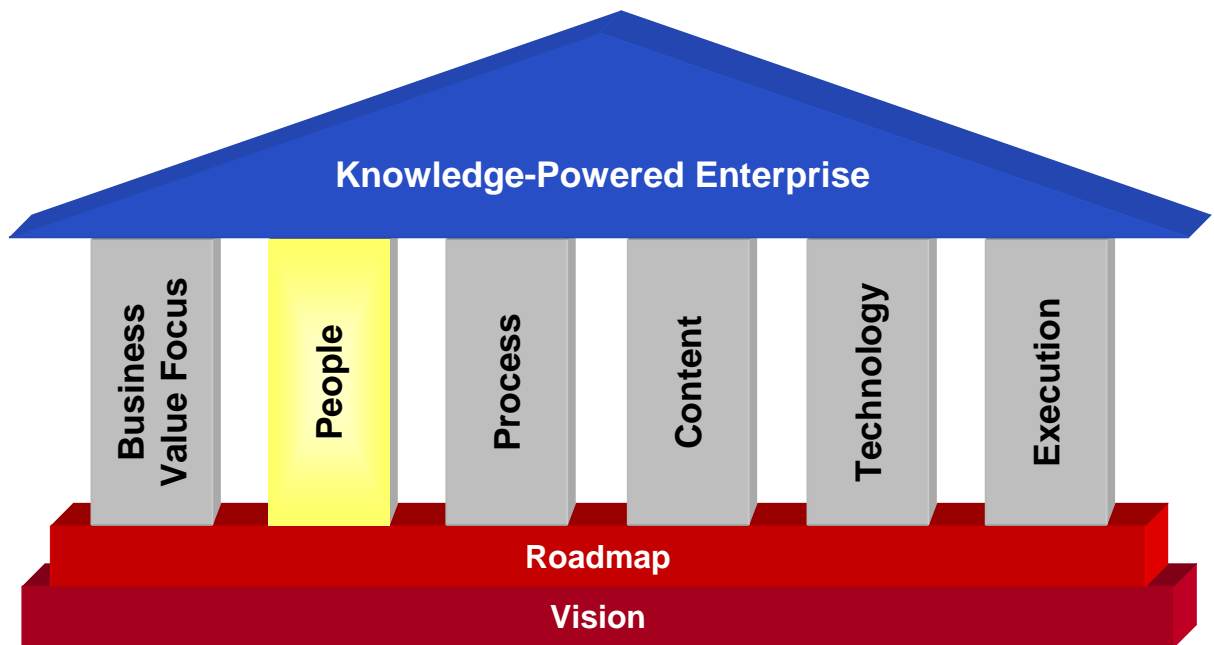 Knowledge-Powered Enterprise
Business
Value Focus
People
Process
Content
Technology
Execution
Roadmap
Vision